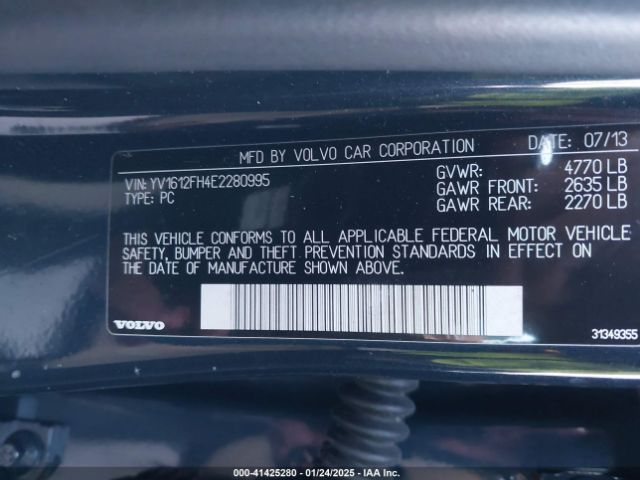 MFD BY VOLVO CAR CORPORATION DATE: 07/13
VIN: YV1612FH4E2280995 GVWR: 4770 LB
TYPE: PC GAWR FRONT: 2635 LB
GAWR REAR: 2270 LB
THIS VEHICLE CONFORMS TO ALL APPLICABLE FEDERAL MOTOR VEHICLE
SAFETY, BUMPER AND THEFT PREVENTION STANDARDS IN EFFECT ON
THE DATE OF MANUFACTURE SHOWN ABOVE.
VOLVO 31349355
000-41425280 - 01/24/2025 - IAA Inc.